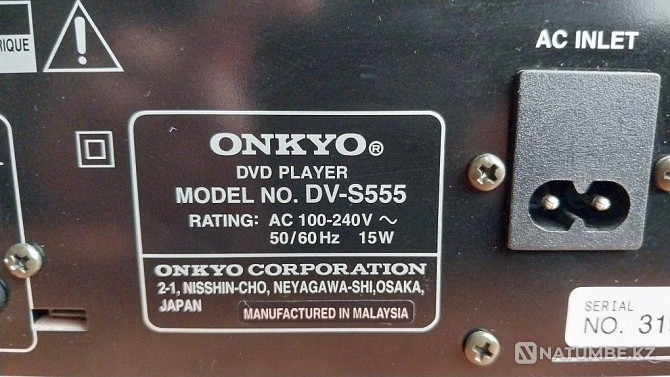 AC INLET
ONKYO®
DVD PLAYER
MODEL NO. DV-S555
RATING: AC 100-240V ~
50/60Hz 15W
ONKYO CORPORATION
2-1, NISSHIN-CHO, NEYAGAWA-SHI,OSAKA,
JAPAN
MANUFACTURED IN MALAYSIA
SERIAL
NO.
NATUMBE.KZ